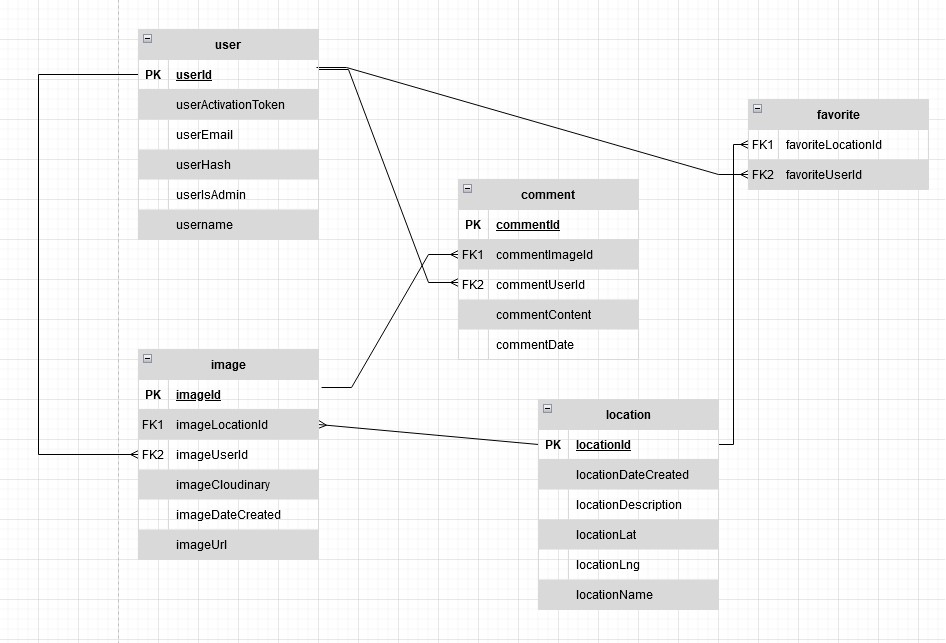 user
PK userId
userActivationToken
userEmail
userHash
userIsAdmin
username
favorite
FK1 favoriteLocationId
FK2 favoriteUserId
comment
PK commentId
FK1 commentImageId
FK2 commentUserId
commentContent
commentDate
image
PK imageId
FK1 imageLocationId
FK2 imageUserId
imageCloudinary
imageDateCreated
imageUrl
location
PK locationId
locationDateCreated
locationDescription
locationLat
locationLng
locationName